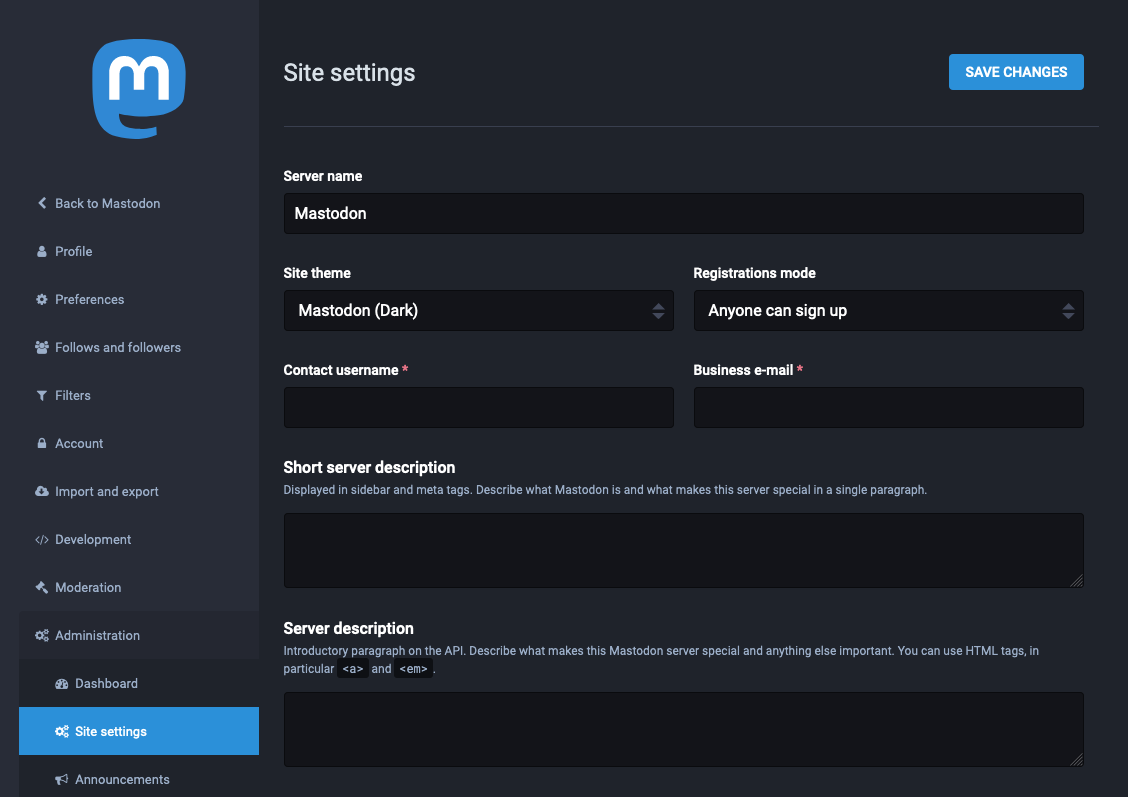 Back to Mastodon
Profile
Preferences
Follows and followers
Filters
Account
Import and export
Development
Moderation
Administration
Dashboard
Site settings
Announcements
Site settings
SAVE CHANGES
Server name
Mastodon
Site theme
Registrations mode
Mastodon (Dark)
Anyone can sign up
Contact username *
Business e-mail *
Short server description
Displayed in sidebar and meta tags. Describe what Mastodon is and what makes this server special in a single paragraph.
Server description
Introductory paragraph on the API. Describe what makes this Mastodon server special and anything else important. You can use HTML tags, in
particular <a> and <em>.